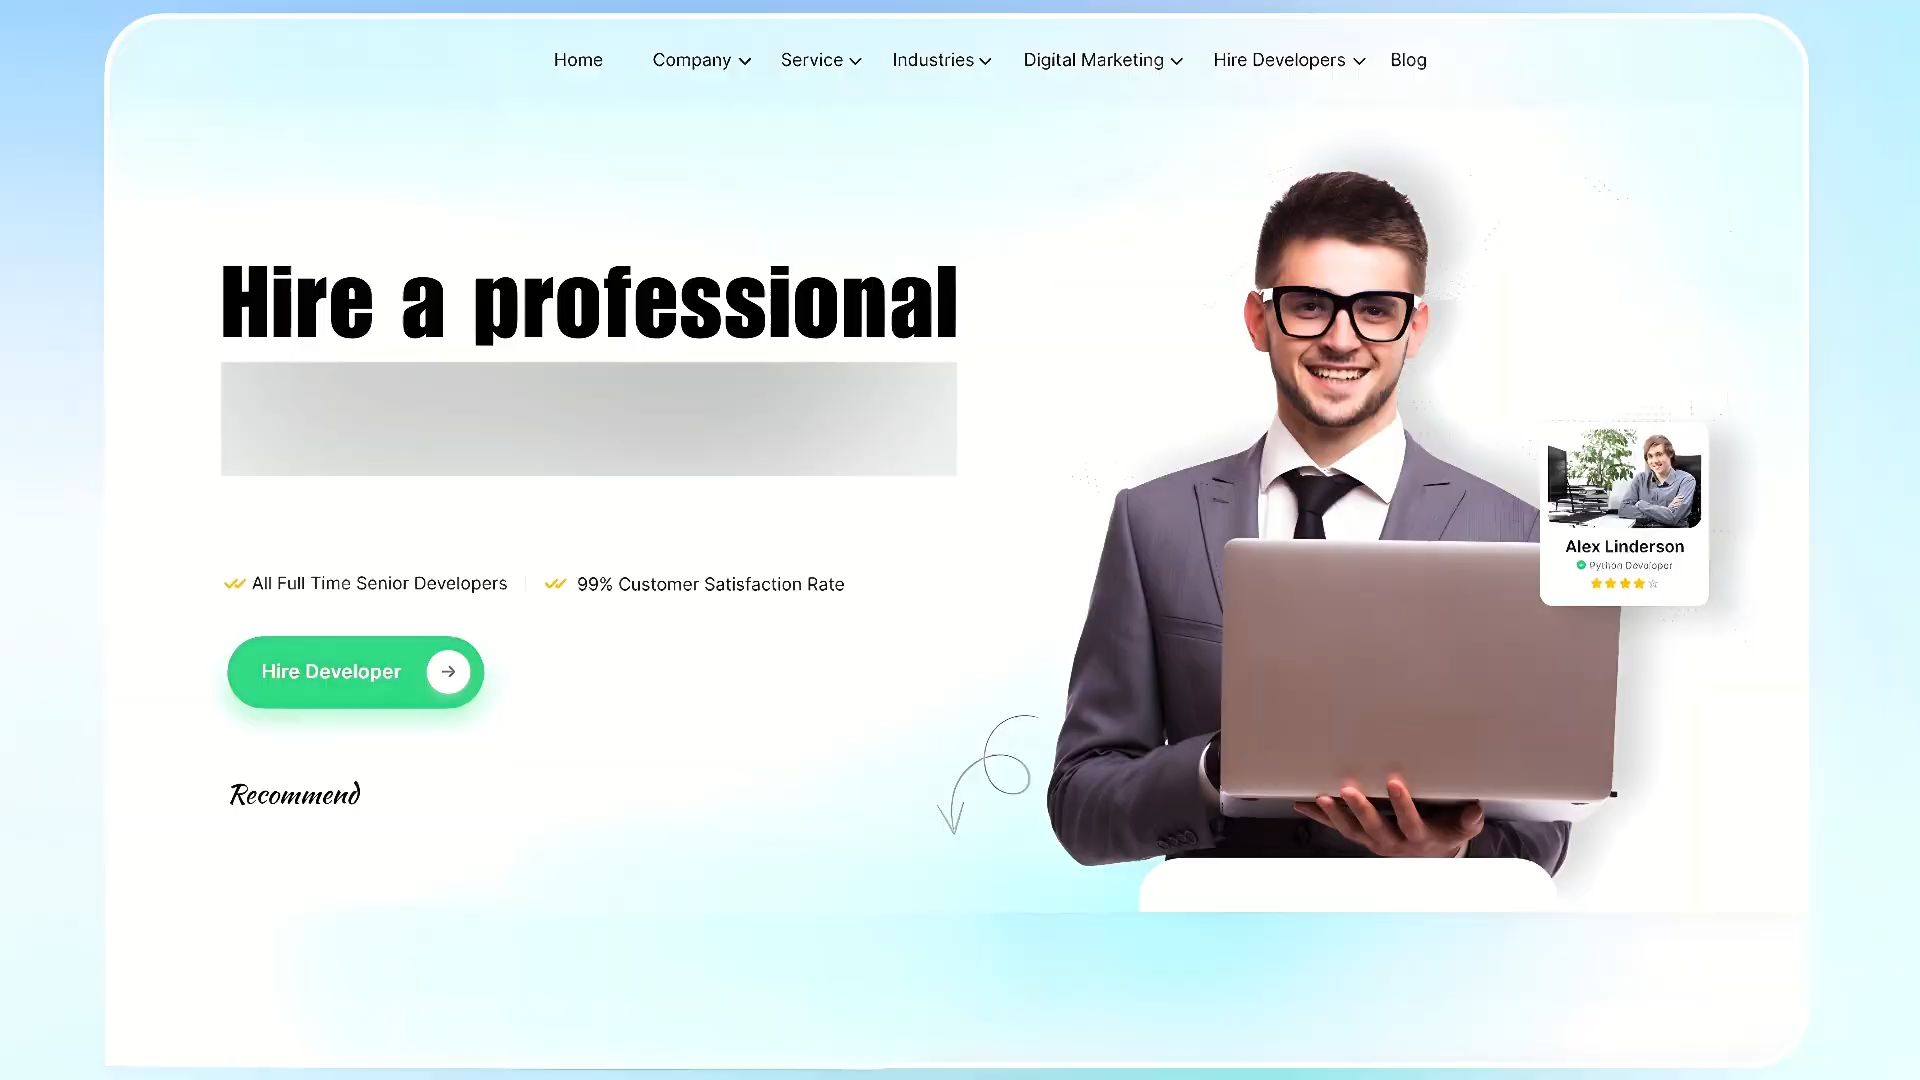 Home Company Service Industries Digital Marketing Hire Developers Blog
Hire a professional
All Full Time Senior Developers 99% Customer Satisfaction Rate
Hire Developer
Recommend
Alex Linderson
Python Developer